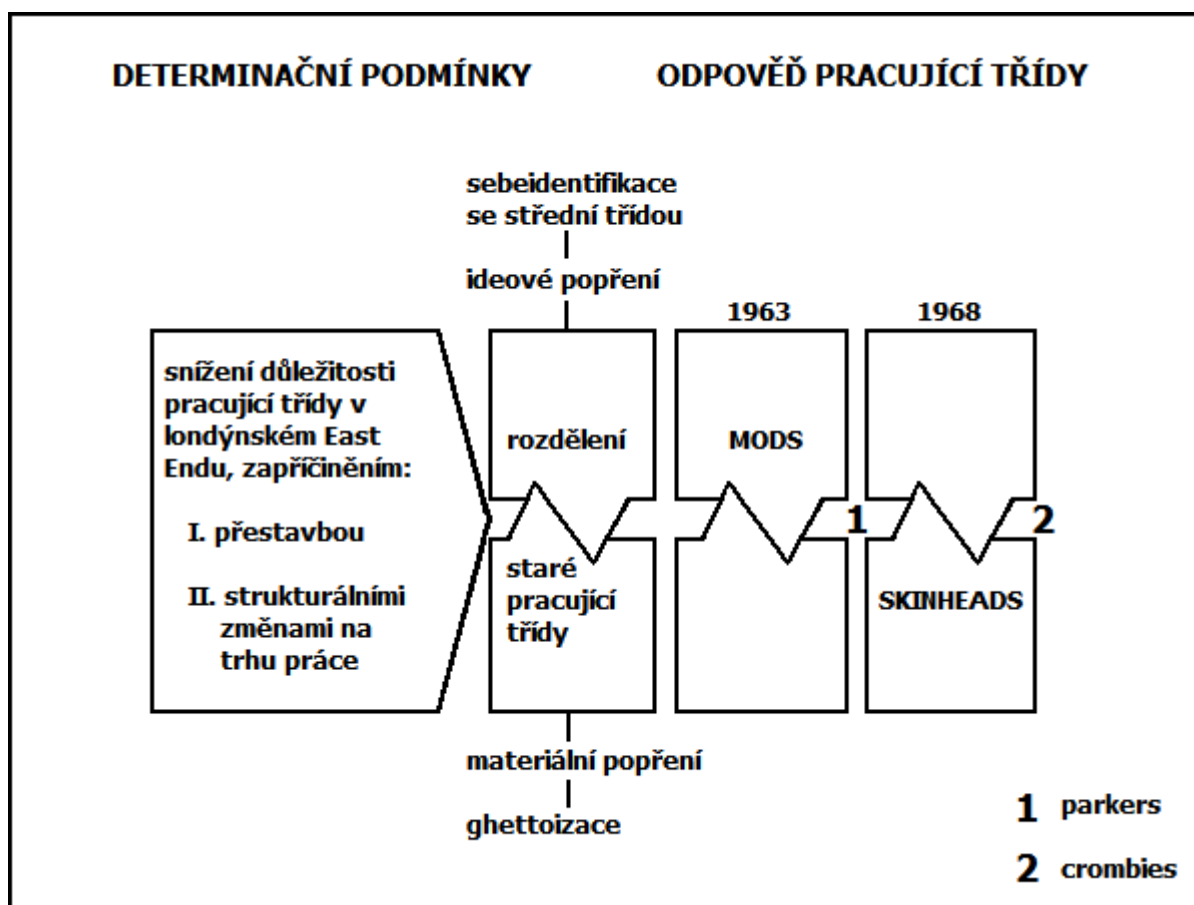 DETERMINAČNÍ PODMÍNKY
ODPOVĚĎ PRACUJÍCÍ TŘÍDY
sebeidentifikace
se střední třídou
ideové popření
1963
1968
snížení důležitosti
pracující třídy v
londýnském East
Endu, zapříčiněním:
I. přestavbou
II. strukturálními
změnami na
trhu práce
rozdělení
staré
pracující
třídy
MODS
1
SKINHEADS
2
materiální popření
ghettoizace
1 parkers
2 crombies